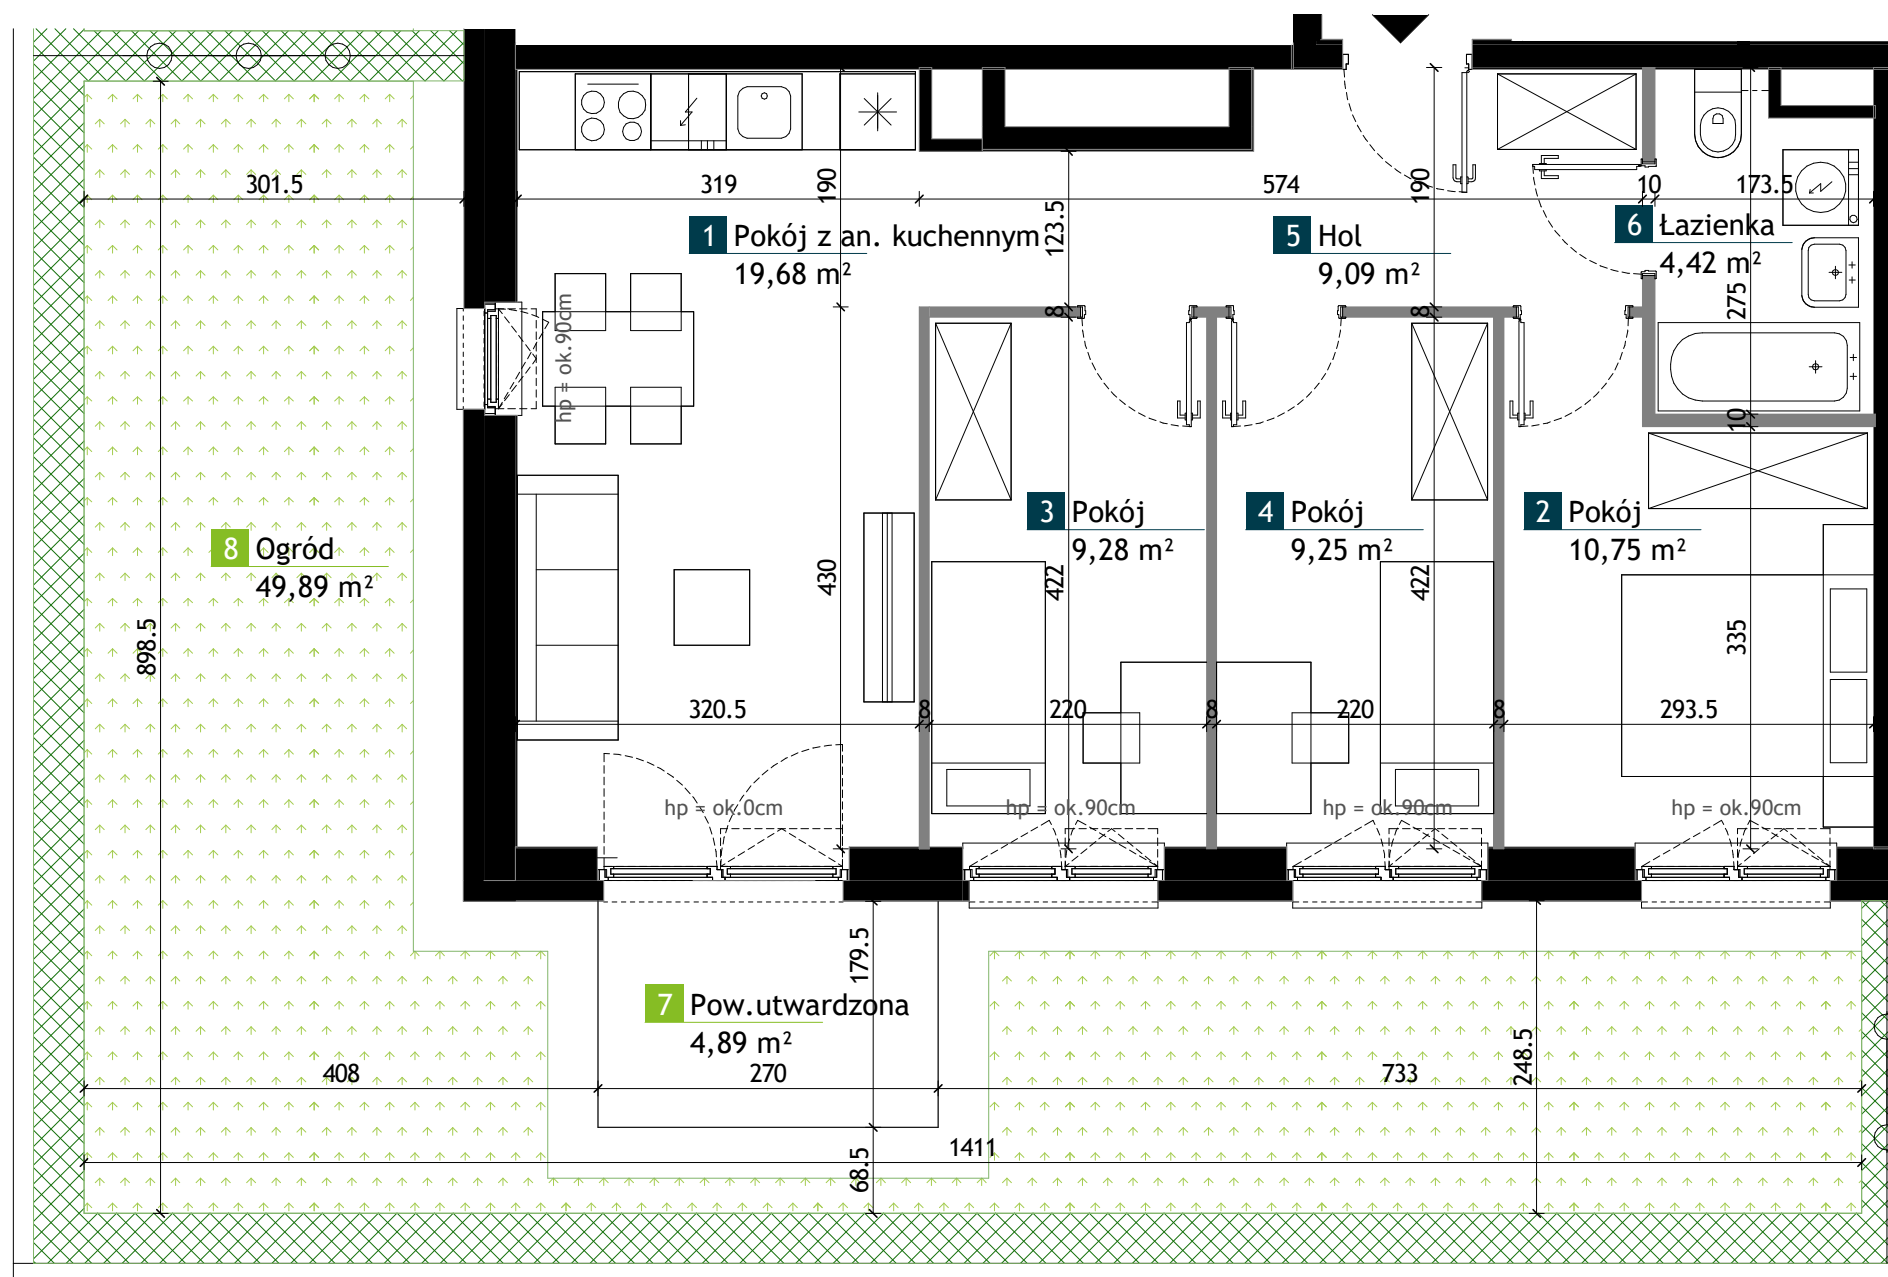 301.5
319
190
574
190
10
173.5
1 Pokój z an. kuchennym
19,68 m²
123.5
5 Hol
9,09 m²
6 Łazienka
4,42 m²
275
8
8
hp = ok.90cm
10
3 Pokój
9,28 m²
4 Pokój
9,25 m²
2 Pokój
10,75 m²
8 Ogród
49,89 m²
430
422
422
335
898.5
320.5
8
220
8
220
8
293.5
hp = ok.0cm
hp = ok.90cm
hp = ok.90cm
hp = ok.90cm
179.5
7 Pow.utwardzona
4,89 m²
248.5
408
270
733
1411
68.5